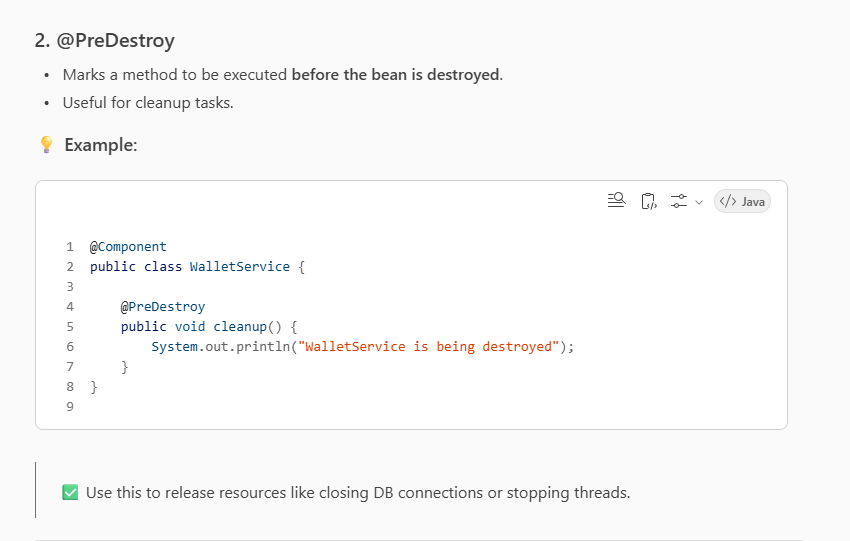 2. @PreDestroy
• Marks a method to be executed before the bean is destroyed.
• Useful for cleanup tasks.
💡 Example:
</> Java
1 @Component
2 public class WalletService {
3
4     @PreDestroy
5     public void cleanup() {
6         System.out.println("WalletService is being destroyed");
7     }
8 }
9
✅ Use this to release resources like closing DB connections or stopping threads.